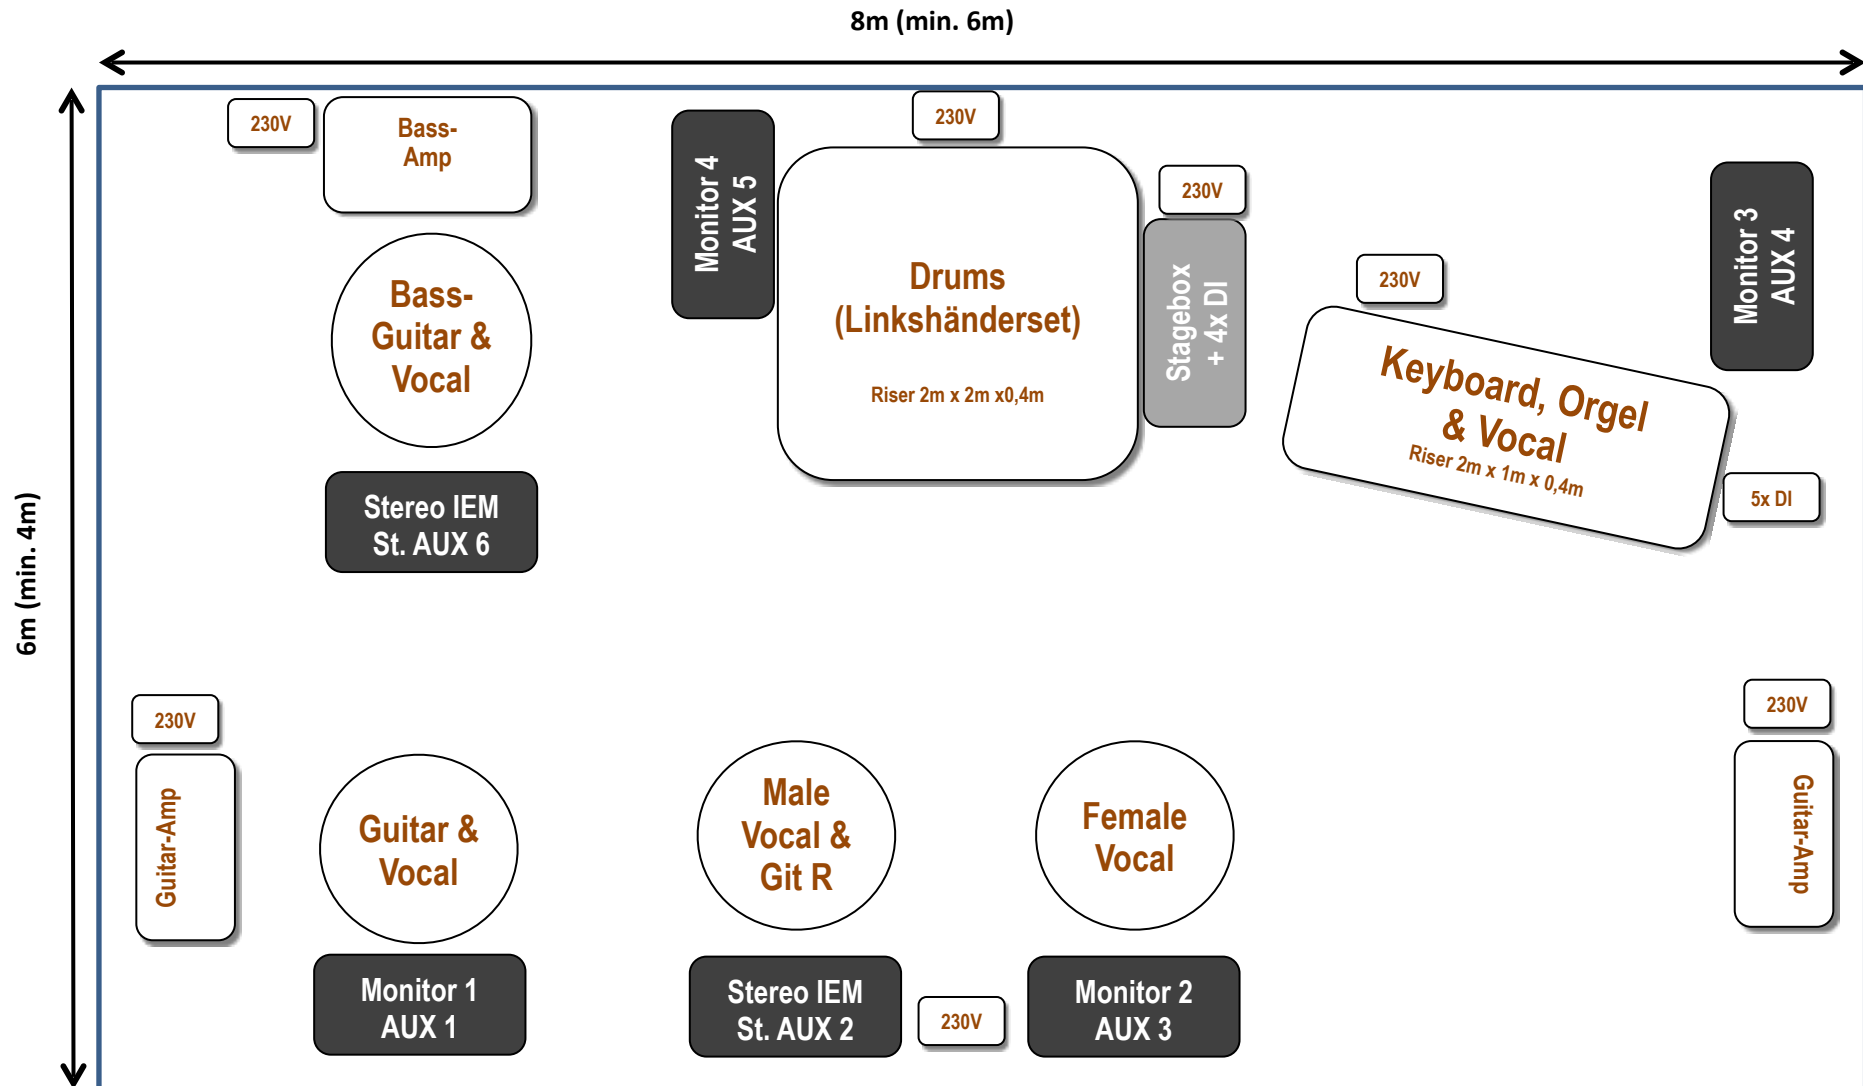 8m (min. 6m)
6m (min. 4m)
230V
Bass-
Amp
Monitor 4
AUX 5
230V
230V
Monitor 3
AUX 4
Bass-
Guitar &
Vocal
Drums
(Linkshänderset)
Riser 2m x 2m x0,4m
Stagebox
+ 4x DI
230V
Keyboard, Orgel
& Vocal
Riser 2m x 1m x 0,4m
5x DI
Stereo IEM
St. AUX 6
230V
230V
Guitar-Amp
Guitar &
Vocal
Male
Vocal &
Git R
Female
Vocal
Guitar-Amp
Monitor 1
AUX 1
Stereo IEM
St. AUX 2
230V
Monitor 2
AUX 3